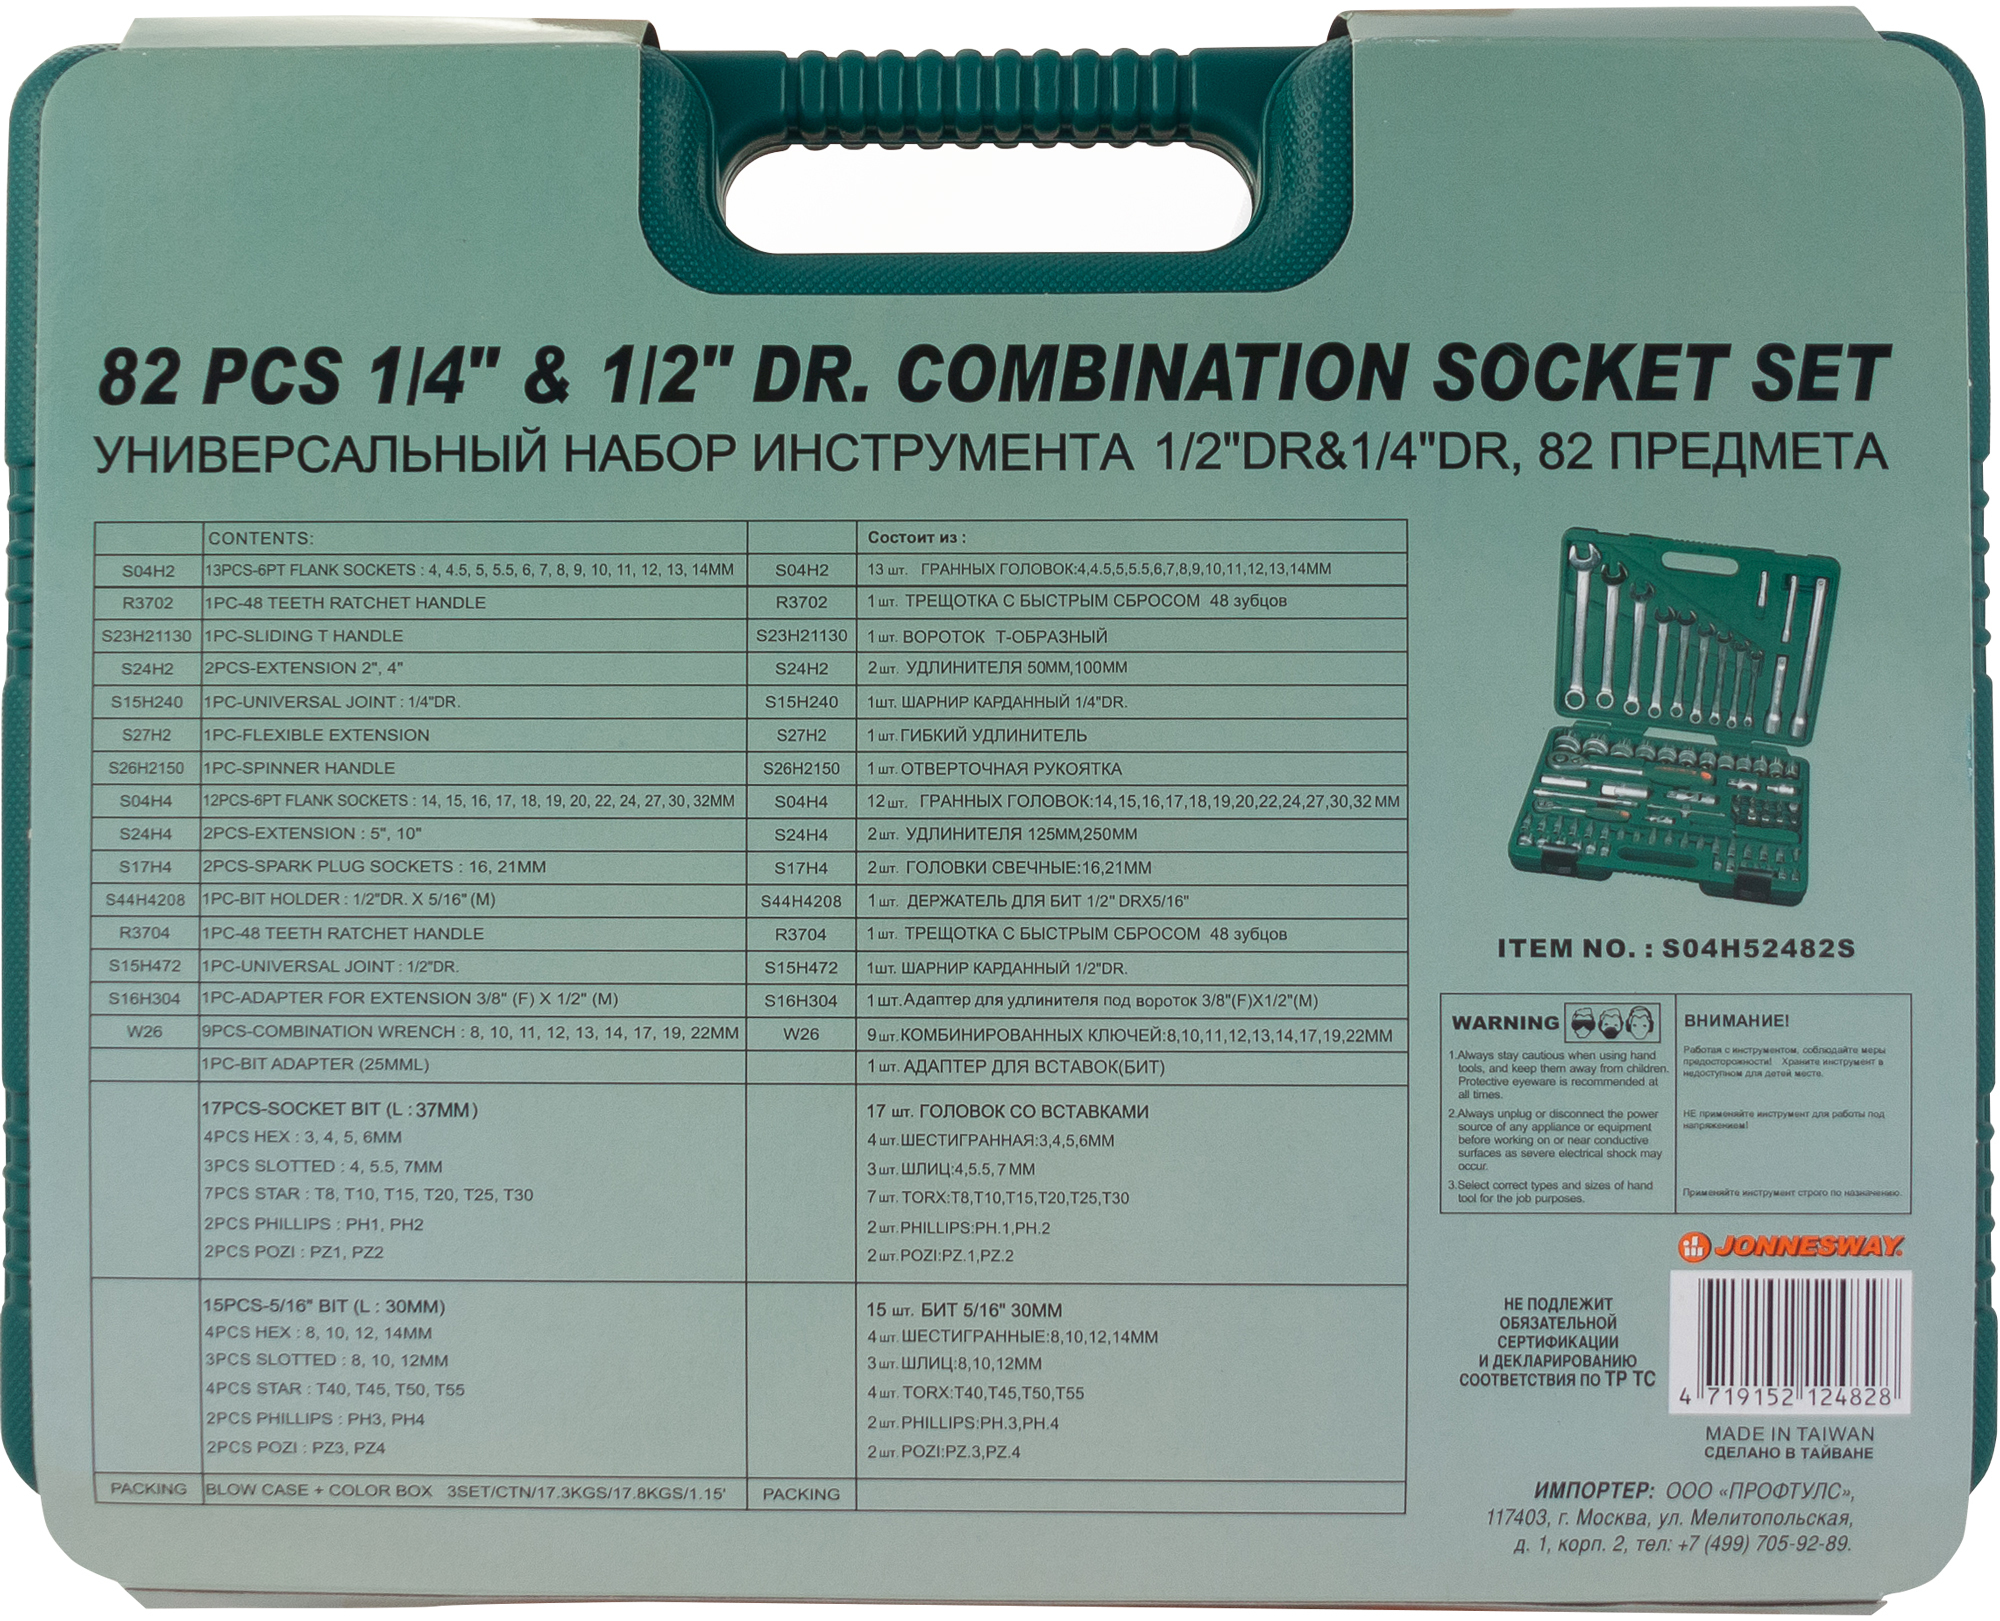 82 PCS 1/4" & 1/2" DR. COMBINATION SOCKET SET
УНИВЕРСАЛЬНЫЙ НАБОР ИНСТРУМЕНТА 1/2"DR&1/4"DR, 82 ПРЕДМЕТА
CONTENTS: Состоит из :
S04H2 13PCS-6PT FLANK SOCKETS : 4, 4.5, 5, 5.5, 6, 7, 8, 9, 10, 11, 12, 13, 14MM S04H2 13 шт. ГРАННЫХ ГОЛОВОК:4,4.5,5,5.5,6,7,8,9,10,11,12,13,14ММ
R3702 1PC-48 TEETH RATCHET HANDLE R3702 1 шт. ТРЕЩОТКА С БЫСТРЫМ СБРОСОМ 48 зубцов
S23H21130 1PC-SLIDING T HANDLE S23H21130 1 шт. ВОРОТОК Т-ОБРАЗНЫЙ
S24H2 2PCS-EXTENSION 2", 4" S24H2 2 шт. УДЛИНИТЕЛЯ 50ММ,100ММ
S15H240 1PC-UNIVERSAL JOINT : 1/4"DR. S15H240 1шт. ШАРНИР КАРДАННЫЙ 1/4"DR.
S27H2 1PC-FLEXIBLE EXTENSION S27H2 1 шт. ГИБКИЙ УДЛИНИТЕЛЬ
S26H2150 1PC-SPINNER HANDLE S26H2150 1 шт. ОТВЕРТОЧНАЯ РУКОЯТКА
S04H4 12PCS-6PT FLANK SOCKETS : 14, 15, 16, 17, 18, 19, 20, 22, 24, 27, 30, 32MM S04H4 12 шт. ГРАННЫХ ГОЛОВОК:14,15,16,17,18,19,20,22,24,27,30,32 ММ
S24H4 2PCS-EXTENSION : 5", 10" S24H4 2 шт. УДЛИНИТЕЛЯ 125ММ,250ММ
S17H4 2PCS-SPARK PLUG SOCKETS : 16, 21MM S17H4 2 шт. ГОЛОВКИ СВЕЧНЫЕ:16,21ММ
S44H4208 1PC-BIT HOLDER : 1/2"DR. X 5/16" (M) S44H4208 1 шт. ДЕРЖАТЕЛЬ ДЛЯ БИТ 1/2" DRX5/16"
R3704 1PC-48 TEETH RATCHET HANDLE R3704 1 шт. ТРЕЩОТКА С БЫСТРЫМ СБРОСОМ 48 зубцов
S15H472 1PC-UNIVERSAL JOINT : 1/2"DR. S15H472 1шт. ШАРНИР КАРДАННЫЙ 1/2"DR.
S16H304 1PC-ADAPTER FOR EXTENSION 3/8" (F) X 1/2" (M) S16H304 1 шт.Адаптер для удлинителя под вороток 3/8"(F)X1/2"(M)
W26 9PCS-COMBINATION WRENCH : 8, 10, 11, 12, 13, 14, 17, 19, 22MM W26 9 шт.КОМБИНИРОВАННЫХ КЛЮЧЕЙ:8,10,11,12,13,14,17,19,22ММ
1PC-BIT ADAPTER (25MML) 1 шт. АДАПТЕР ДЛЯ ВСТАВОК(БИТ)
17PCS-SOCKET BIT (L : 37MM) 17 шт. ГОЛОВОК СО ВСТАВКАМИ
4PCS HEX : 3, 4, 5, 6MM 4 шт.ШЕСТИГРАННАЯ:3,4,5,6ММ
3PCS SLOTTED : 4, 5.5, 7MM 3 шт. ШЛИЦ:4,5.5,7 ММ
7PCS STAR : T8, T10, T15, T20, T25, T30 7 шт. TORX:T8,T10,T15,T20,T25,T30
2PCS PHILLIPS : PH1, PH2 2 шт. PHILLIPS:PH.1,PH.2
2PCS POZI : PZ1, PZ2 2 шт. POZI:PZ.1,PZ.2
15PCS-5/16" BIT (L : 30MM) 15 шт. БИТ 5/16" 30ММ
4PCS HEX : 8, 10, 12, 14MM 4 шт. ШЕСТИГРАННЫЕ:8,10,12,14ММ
3PCS SLOTTED : 8, 10, 12MM 3 шт. ШЛИЦ:8,10,12ММ
4PCS STAR : T40, T45, T50, T55 4 шт. TORX:T40,T45,T50,T55
2PCS PHILLIPS : PH3, PH4 2 шт. PHILLIPS:PH.3,PH.4
2PCS POZI : PZ3, PZ4 2 шт. POZI:PZ.3,PZ.4
PACKING BLOW CASE + COLOR BOX 3SET/CTN/17.3KGS/17.8KGS/1.15' PACKING
ITEM NO. : S04H52482S
WARNING
1.Always stay cautious when using hand
tools, and keep them away from children.
Protective eyeware is recommended at
all times.
2.Always unplug or disconnect the power
source of any appliance or equipment
before working on or near conductive
surfaces as severe electrical shock may
occur.
3.Select correct types and sizes of hand
tool for the job purposes.
ВНИМАНИЕ!
Работая с инструментом, соблюдайте меры
предосторожности! Храните инструмент в
недоступном для детей месте.
НЕ применяйте инструмент для работы под
напряжением!
Применяйте инструмент строго по назначению.
JONNESWAY
НЕ ПОДЛЕЖИТ
ОБЯЗАТЕЛЬНОЙ
СЕРТИФИКАЦИИ
И ДЕКЛАРИРОВАНИЮ
СООТВЕТСТВИЯ ПО ТР ТС
4 719152 124828
MADE IN TAIWAN
СДЕЛАНО В ТАЙВАНЕ
ИМПОРТЕР: ООО «ПРОФТУЛС»,
117403, г. Москва, ул. Мелитопольская,
д. 1, корп. 2, тел: +7 (499) 705-92-89.